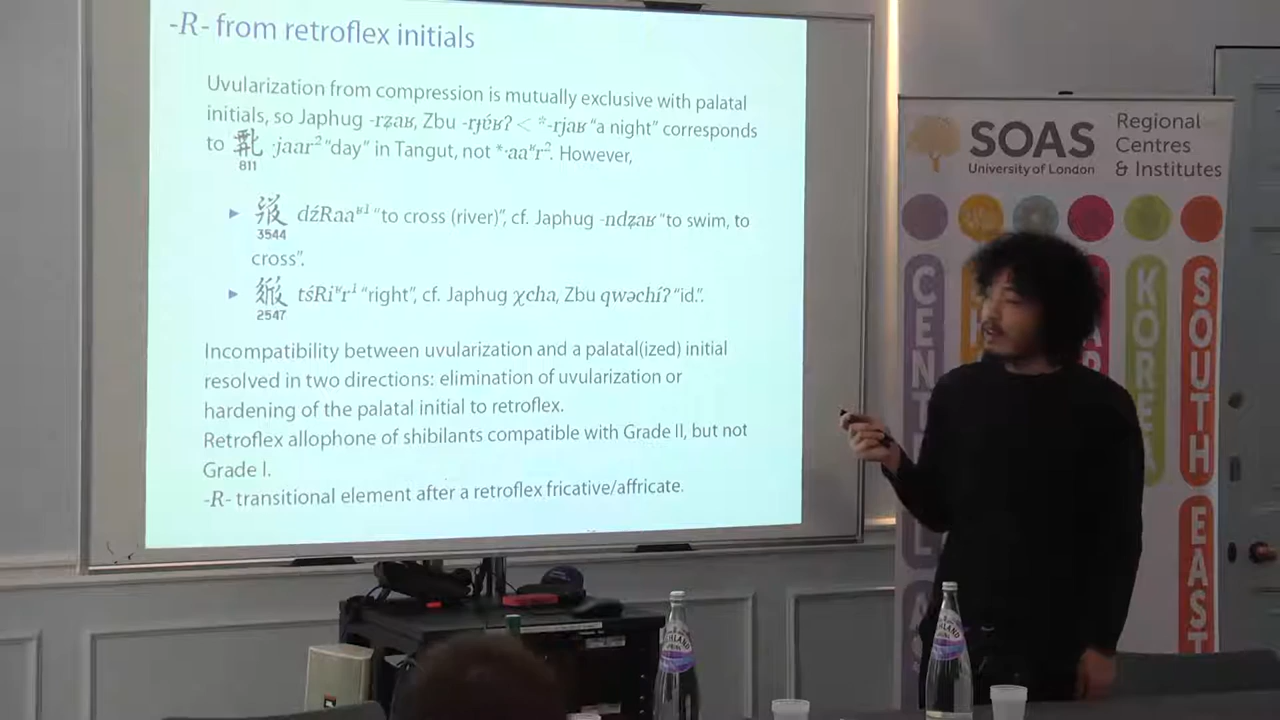 -R- from retroflex initials
Uvularization from compression is mutually exclusive with palatal
initials, so Japhug -rʐaʁ, Zbu -rɟɐ́ʁʔ < *-rjaʁ “a night” corresponds
to ·jaar² “day” in Tangut, not *·aaʶr². However,
811
▸ dźRaaʶ¹ “to cross (river)”, cf. Japhug -ndʐaʁ “to swim, to
3544
cross”.
▸ tśRiʶr¹ “right”, cf. Japhug χcha, Zbu qwəchíʔ “id.”.
2547
Incompatibility between uvularization and a palatal(ized) initial
resolved in two directions: elimination of uvularization or
hardening of the palatal initial to retroflex.
Retroflex allophone of shibilants compatible with Grade II, but not
Grade I.
-R- transitional element after a retroflex fricative/affricate.
SOAS
University of London
Regional
Centres
& Institutes
KOREA
SOUTH
EAST